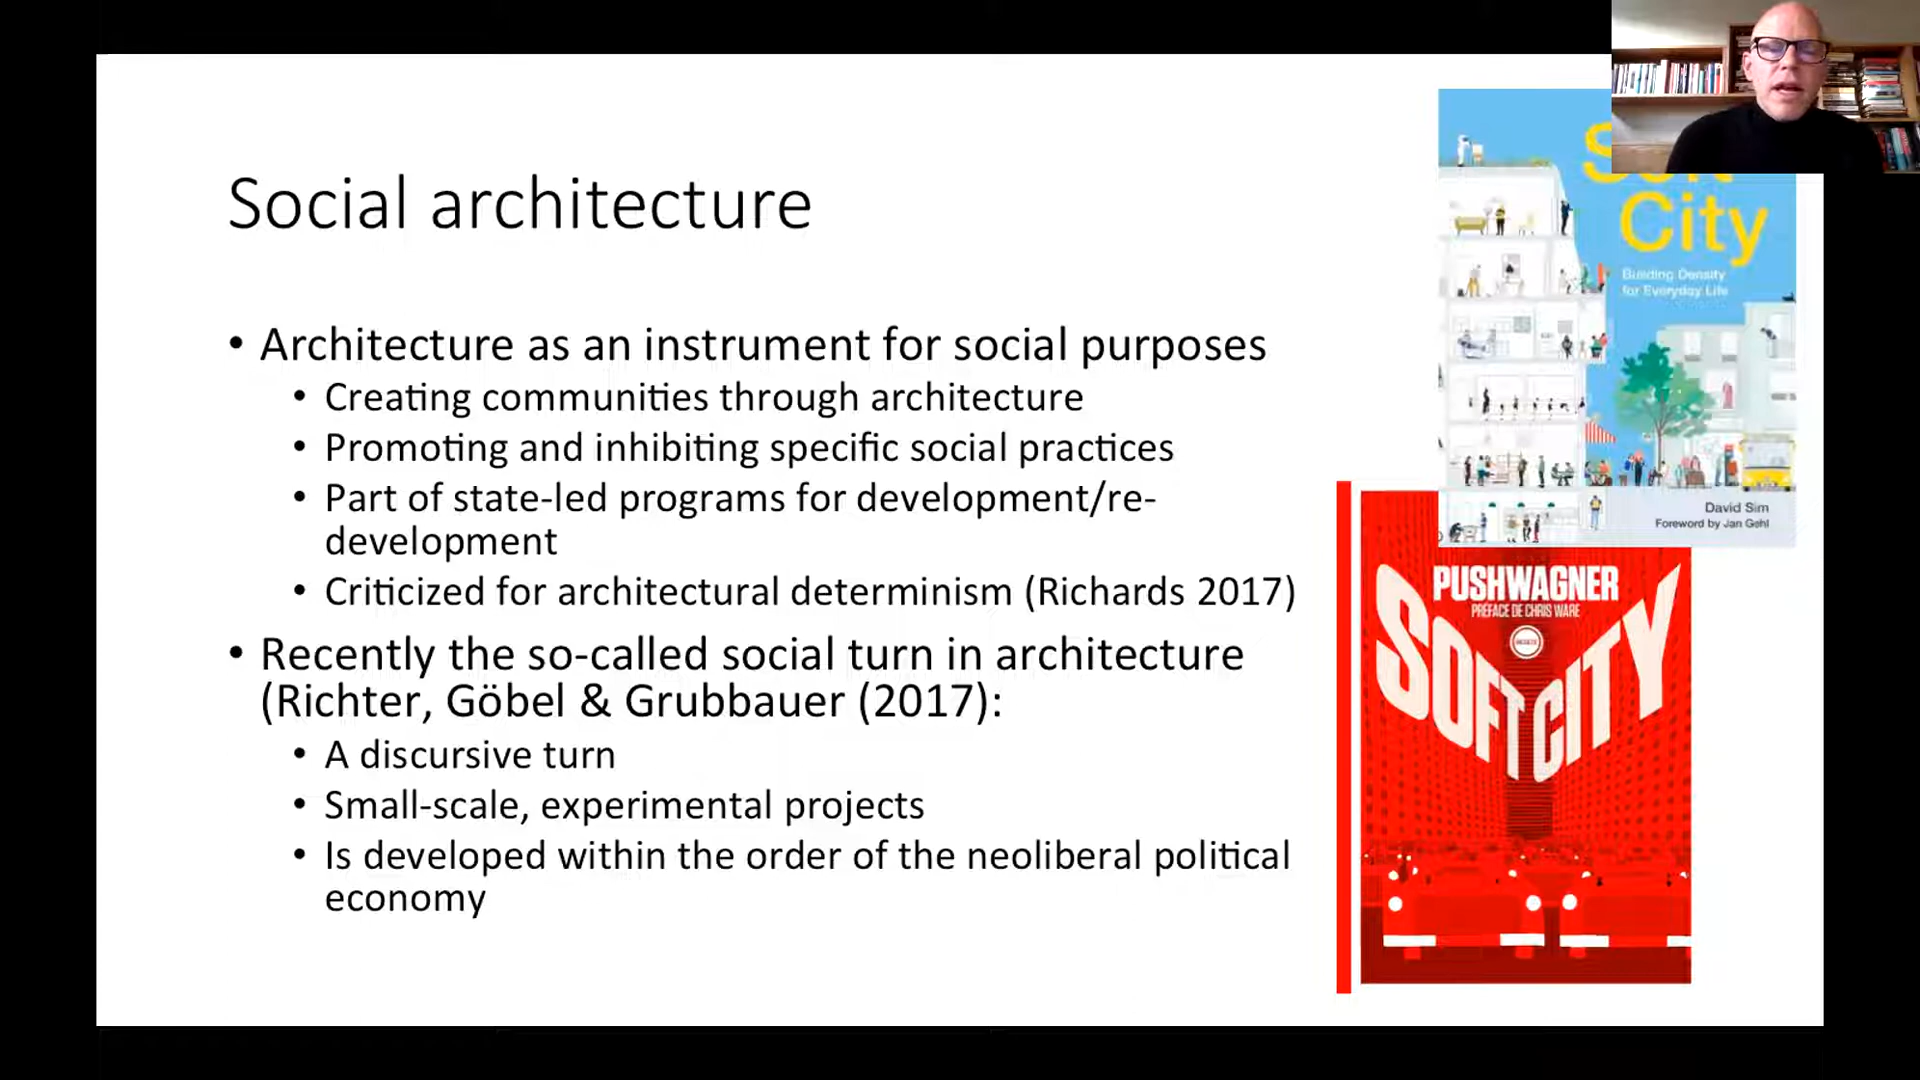 Social architecture
• Architecture as an instrument for social purposes
• Creating communities through architecture
• Promoting and inhibiting specific social practices
• Part of state-led programs for development/re-
development
• Criticized for architectural determinism (Richards 2017)
• Recently the so-called social turn in architecture
(Richter, Göbel & Grubbauer (2017):
• A discursive turn
• Small-scale, experimental projects
• Is developed within the order of the neoliberal political
economy
City
Building Density
for Everyday Life
David Sim
Foreword by Jan Gehl
PUSHWAGNER
PRÉFACE DE CHRIS WARE
SOFT CITY